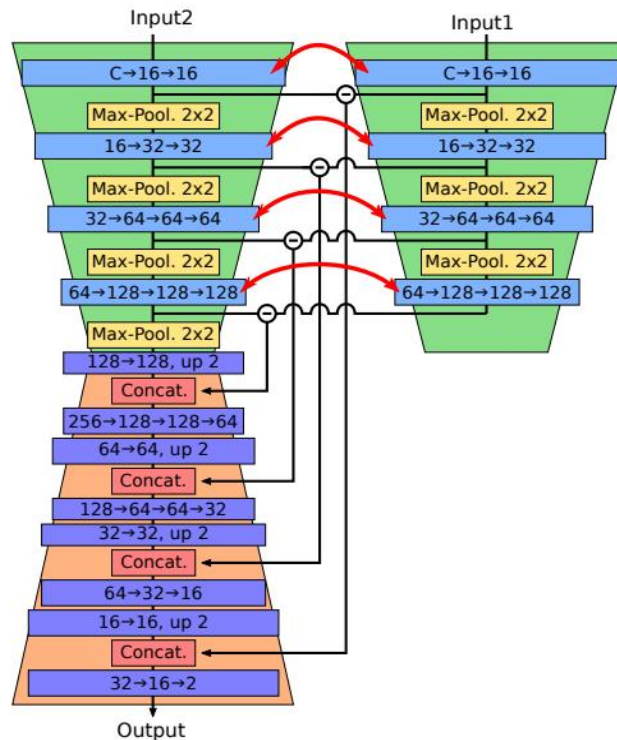 Input2
Input1
C→16→16
C→16→16
Max-Pool. 2x2
Max-Pool. 2x2
16→32→32
16→32→32
Max-Pool. 2x2
Max-Pool. 2x2
32→64→64→64
32→64→64→64
Max-Pool. 2x2
Max-Pool. 2x2
64→128→128→128
64→128→128→128
Max-Pool. 2x2
128→128, up 2
Concat.
256→128→128→64
64→64, up 2
Concat.
128→64→64→32
32→32, up 2
Concat.
64→32→16
16→16, up 2
Concat.
32→16→2
Output